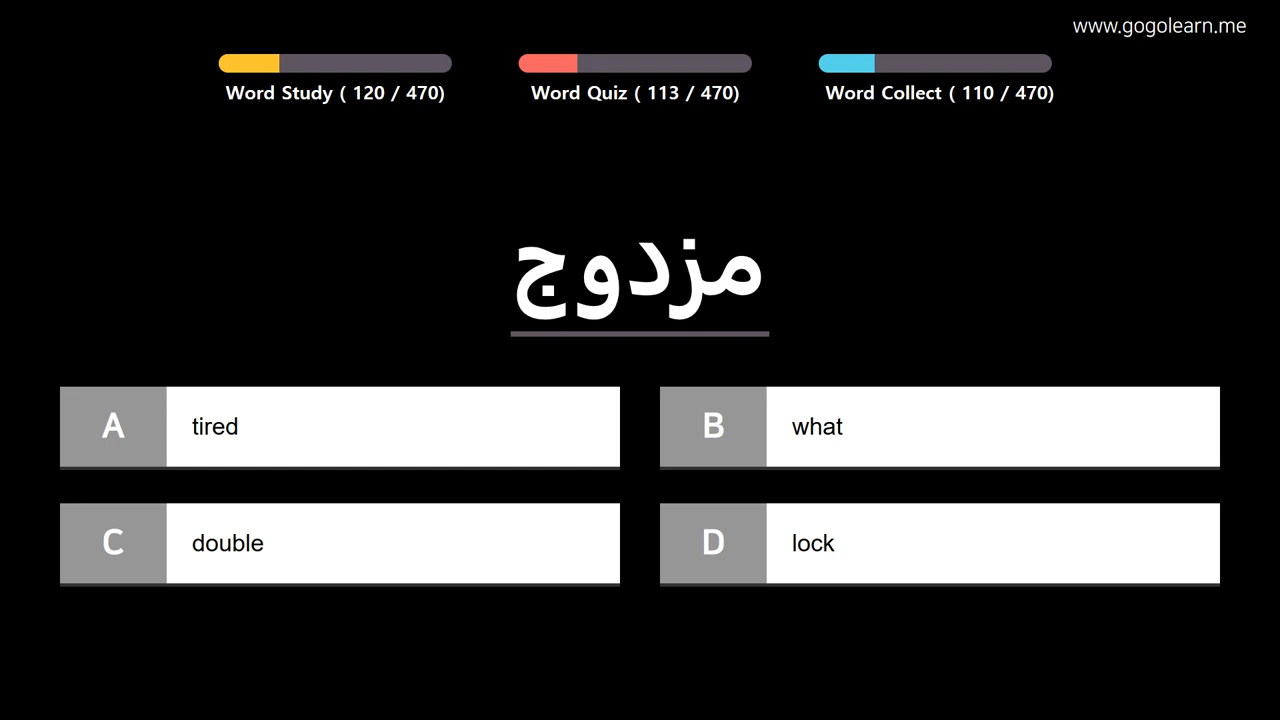 www.gogolearn.me
Word Study ( 120 / 470)
Word Quiz ( 113 / 470)
Word Collect ( 110 / 470)
مزدوج
A tired
B what
C double
D lock